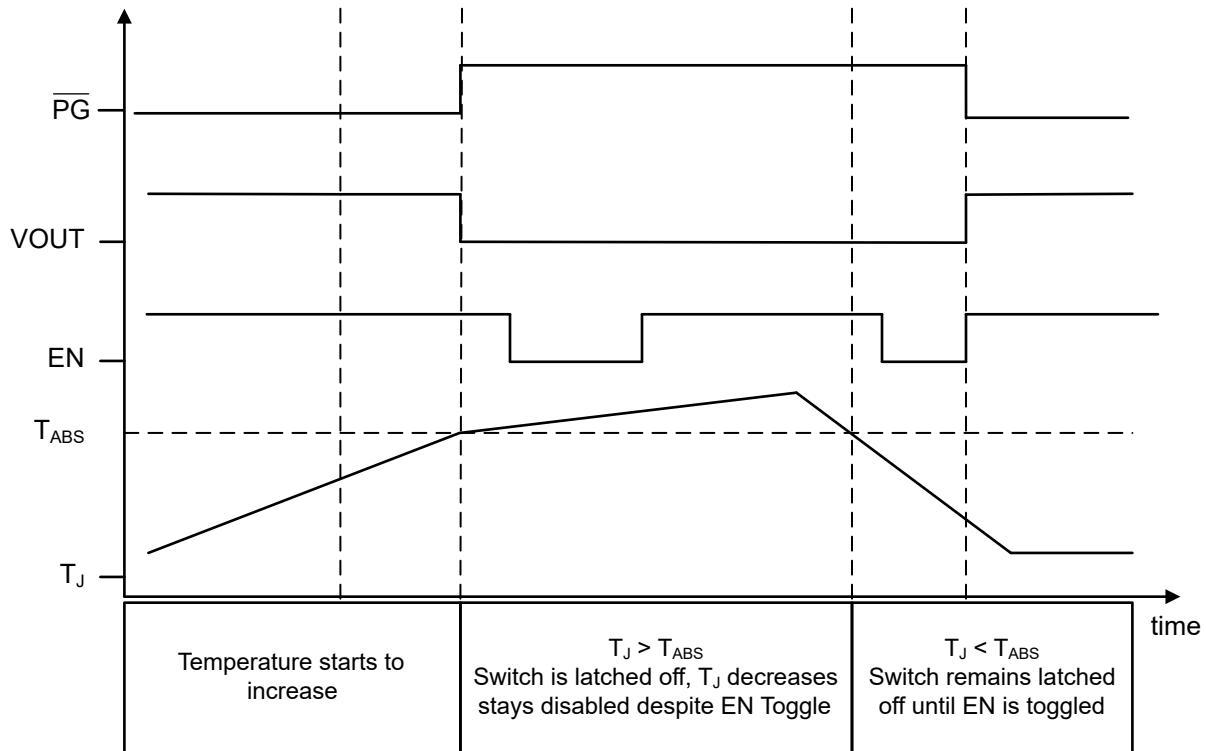 PG
VOUT
EN
TABS
TJ
time
Temperature starts to
increase
TJ > TABS
Switch is latched off, TJ decreases
stays disabled despite EN Toggle
TJ < TABS
Switch remains latched
off until EN is toggled